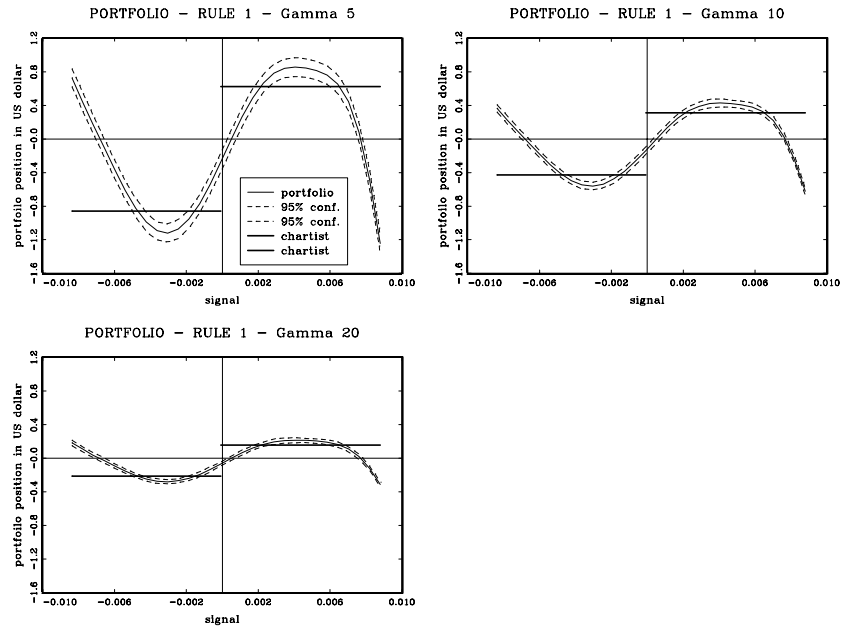 PORTFOLIO – RULE 1 – Gamma 5
portfolio position in US dollar
1.2
0.8
0.4
-0.0
-0.4
-0.8
-1.2
-1.6
portfolio
95% conf.
95% conf.
chartist
chartist
-0.010 -0.006 -0.002 0.002 0.006 0.010
signal
PORTFOLIO – RULE 1 – Gamma 10
portfolio position in US dollar
1.2
0.8
0.4
-0.0
-0.4
-0.8
-1.2
-1.6
-0.010 -0.006 -0.002 0.002 0.006 0.010
signal
PORTFOLIO – RULE 1 – Gamma 20
portfolio position in US dollar
1.2
0.8
0.4
-0.0
-0.4
-0.8
-1.2
-1.6
-0.010 -0.006 -0.002 0.002 0.006 0.010
signal